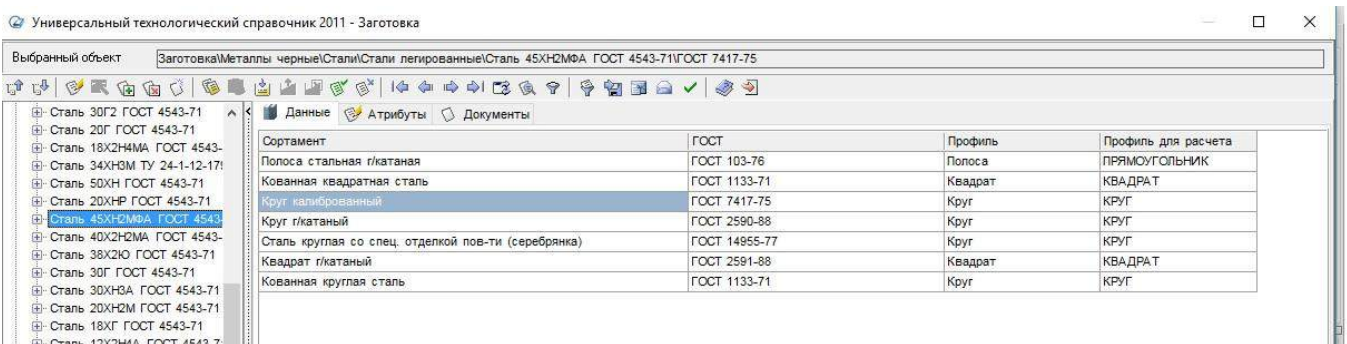 Универсальный технологический справочник 2011 - Заготовка
Выбранный объект Заготовка\Металлы черные\Стали\Стали легированные\Сталь 45ХН2МФА ГОСТ 4543-71\ГОСТ 7417-75
Данные Атрибуты Документы
Сталь 30Г2 ГОСТ 4543-71
Сталь 20Г ГОСТ 4543-71
Сталь 18Х2Н4МА ГОСТ 4543-
Сталь 34ХН3М ТУ 24-1-12-17
Сталь 50ХН ГОСТ 4543-71
Сталь 20ХНР ГОСТ 4543-71
Сталь 45ХН2МФА ГОСТ 4543-
Сталь 40Х2Н2МА ГОСТ 4543-
Сталь 38Х2Ю ГОСТ 4543-71
Сталь 30Г ГОСТ 4543-71
Сталь 30ХН3А ГОСТ 4543-71
Сталь 20ХН2М ГОСТ 4543-71
Сталь 18ХГ ГОСТ 4543-71
Сталь 12Х2Н4А ГОСТ 4543-7
Сортамент ГОСТ Профиль Профиль для расчета
Полоса стальная г/катаная ГОСТ 103-76 Полоса ПРЯМОУГОЛЬНИК
Кованная квадратная сталь ГОСТ 1133-71 Квадрат КВАДРАТ
Круг калиброванный ГОСТ 7417-75 Круг КРУГ
Круг г/катаный ГОСТ 2590-88 Круг КРУГ
Сталь круглая со спец. отделкой пов-ти (серебрянка) ГОСТ 14955-77 Круг КРУГ
Квадрат г/катаный ГОСТ 2591-88 Квадрат КВАДРАТ
Кованная круглая сталь ГОСТ 1133-71 Круг КРУГ